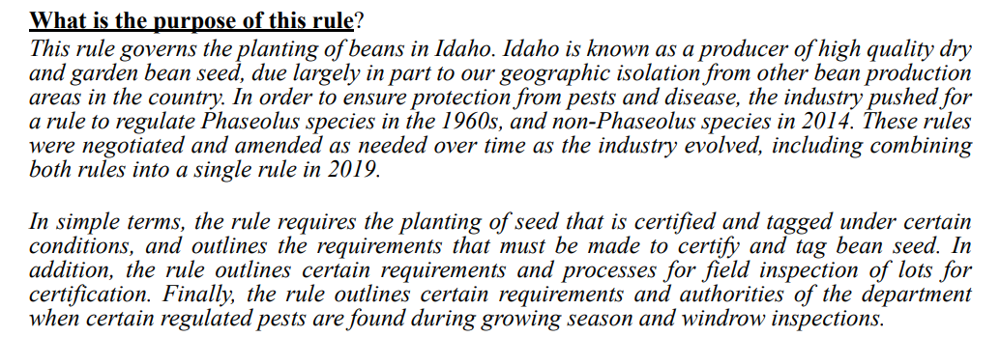 What is the purpose of this rule?
This rule governs the planting of beans in Idaho. Idaho is known as a producer of high quality dry
and garden bean seed, due largely in part to our geographic isolation from other bean production
areas in the country. In order to ensure protection from pests and disease, the industry pushed for
a rule to regulate Phaseolus species in the 1960s, and non-Phaseolus species in 2014. These rules
were negotiated and amended as needed over time as the industry evolved, including combining
both rules into a single rule in 2019.
In simple terms, the rule requires the planting of seed that is certified and tagged under certain
conditions, and outlines the requirements that must be made to certify and tag bean seed. In
addition, the rule outlines certain requirements and processes for field inspection of lots for
certification. Finally, the rule outlines certain requirements and authorities of the department
when certain regulated pests are found during growing season and windrow inspections.